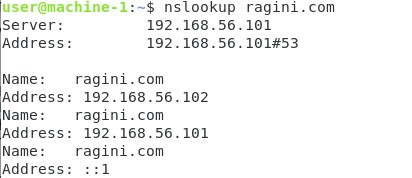 user@machine-1:~$ nslookup ragini.com
Server: 192.168.56.101
Address: 192.168.56.101#53
Name: ragini.com
Address: 192.168.56.102
Name: ragini.com
Address: 192.168.56.101
Name: ragini.com
Address: ::1